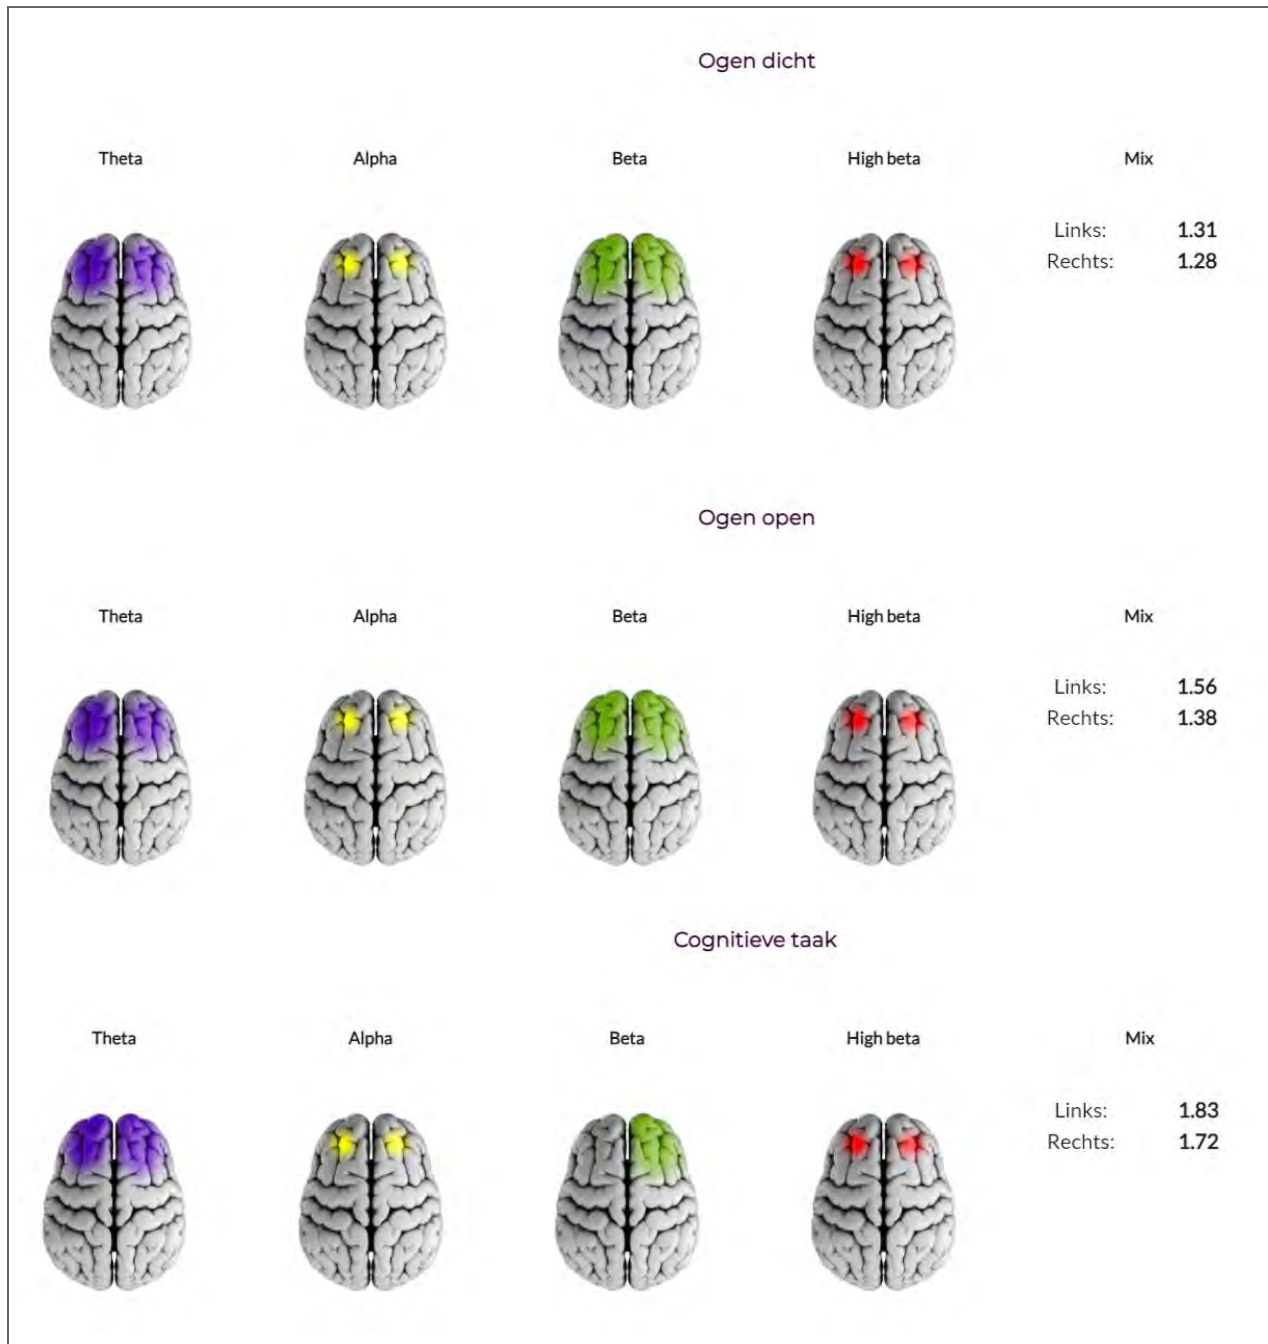 Ogen dicht
Theta Alpha Beta High beta Mix
Links: 1.31
Rechts: 1.28
Ogen open
Theta Alpha Beta High beta Mix
Links: 1.56
Rechts: 1.38
Cognitieve taak
Theta Alpha Beta High beta Mix
Links: 1.83
Rechts: 1.72